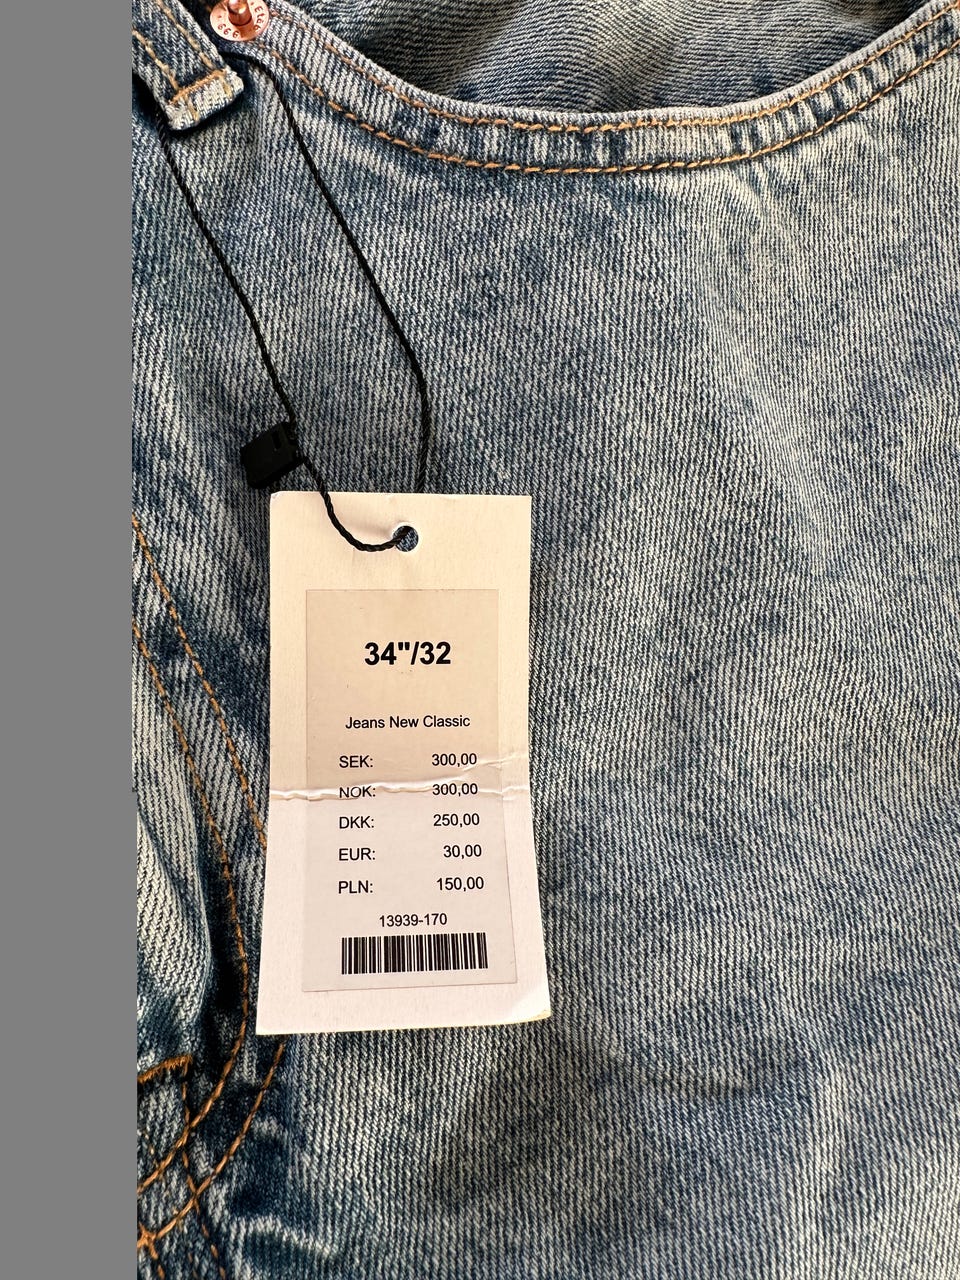 34"/32
Jeans New Classic
SEK: 300,00
NOK: 300,00
DKK: 250,00
EUR: 30,00
PLN: 150,00
13939-170